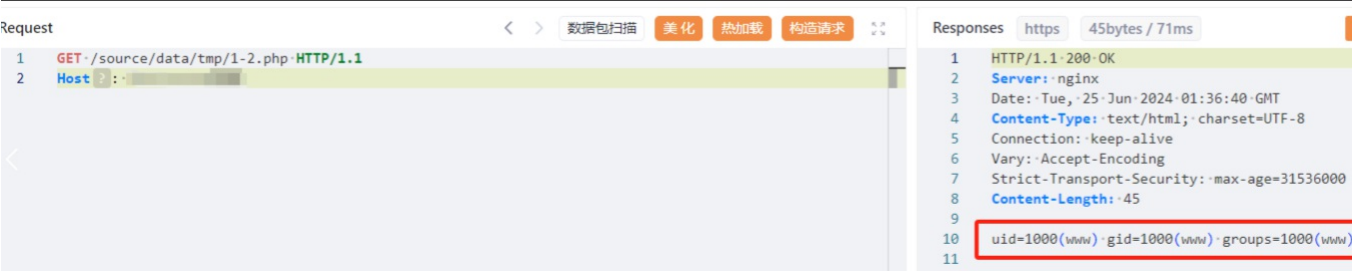 Request
数据包扫描 美化 热加载 构造请求
1 GET /source/data/tmp/1-2.php HTTP/1.1
2 Host ? :
Responses https 45bytes / 71ms
1 HTTP/1.1 200 OK
2 Server: nginx
3 Date: Tue, 25 Jun 2024 01:36:40 GMT
4 Content-Type: text/html; charset=UTF-8
5 Connection: keep-alive
6 Vary: Accept-Encoding
7 Strict-Transport-Security: max-age=31536000
8 Content-Length: 45
9
10 uid=1000(www) gid=1000(www) groups=1000(www)
11